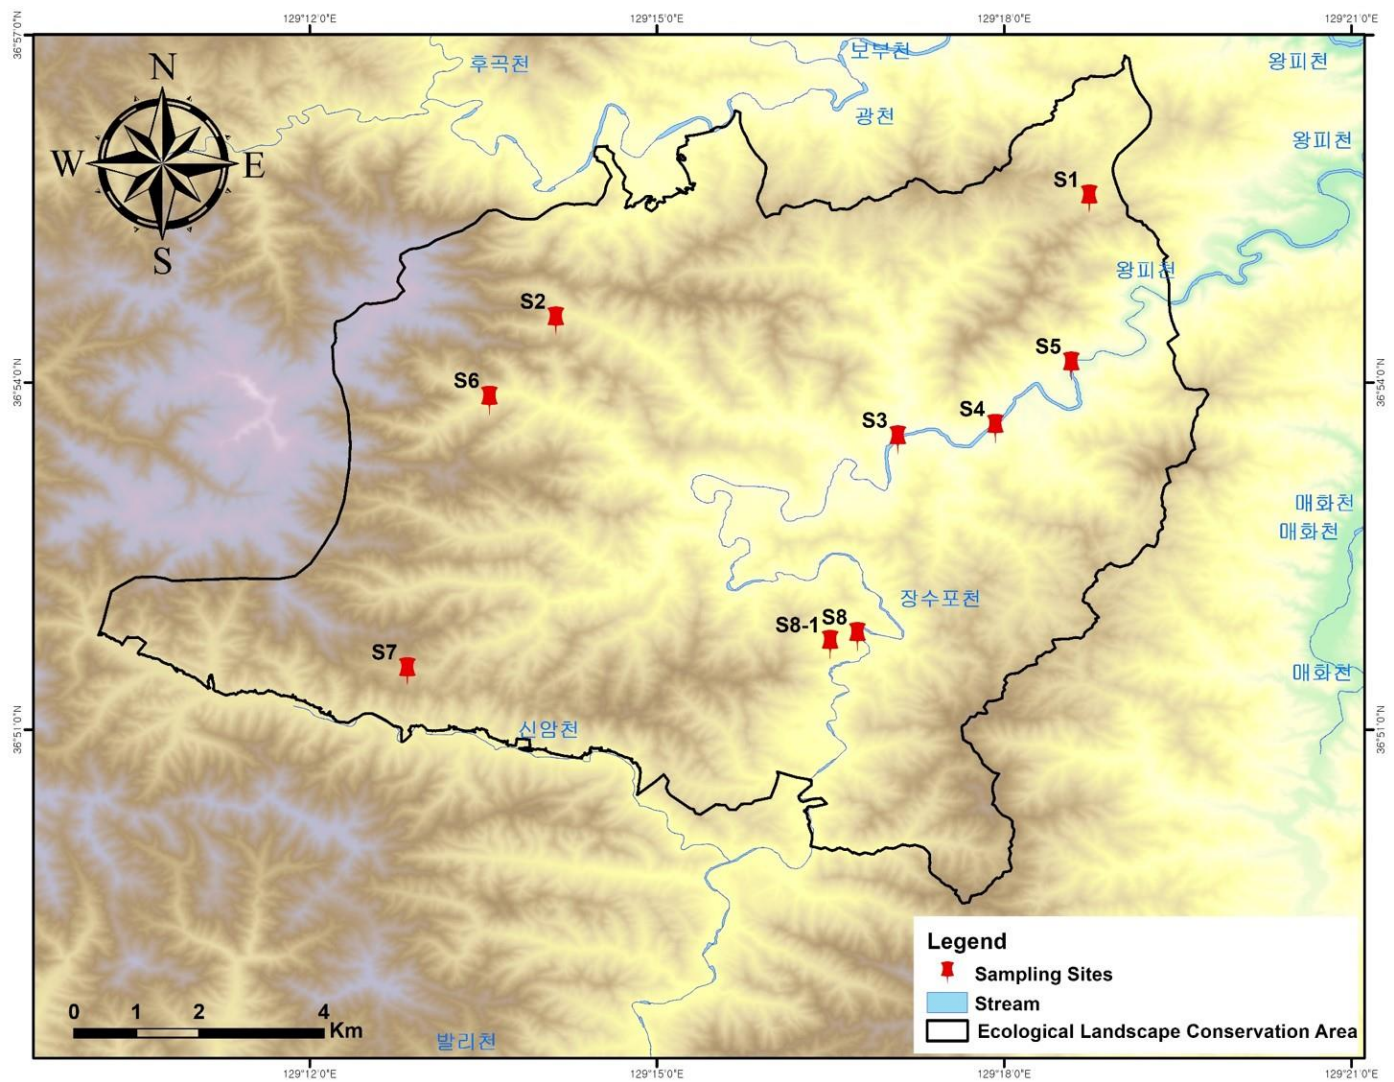 129°12'0"E
129°15'0"E
129°18'0"E
129°21'0"E
36°57'0"N
36°57'0"N
N
W
E
S
후곡천
보부천
왕피천
광천
왕피천
S1
왕피천
S2
S5
36°54'0"N
36°54'0"N
S6
S4
S3
매화천
매화천
장수포천
S8-1
S8
S7
매화천
신암천
36°51'0"N
36°51'0"N
Legend
Sampling Sites
Stream
Ecological Landscape Conservation Area
0 1 2 4
Km
발리천
129°12'0"E
129°15'0"E
129°18'0"E
129°21'0"E